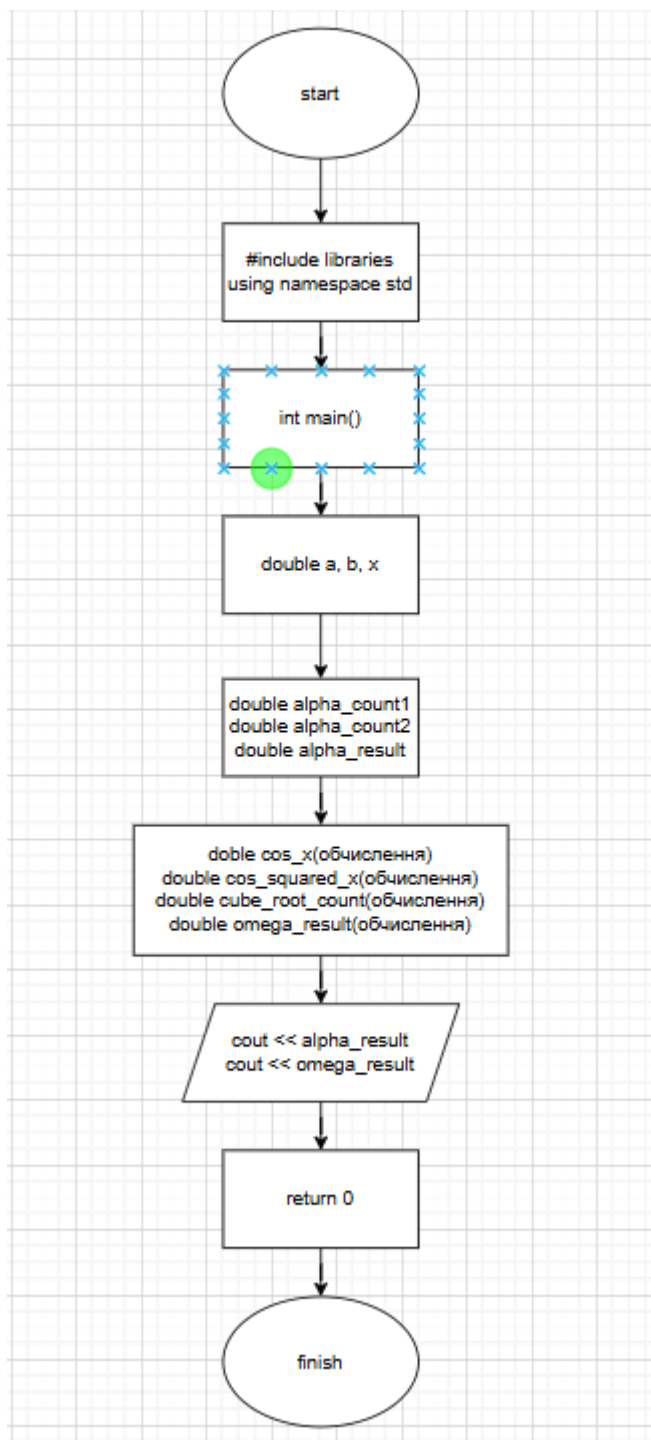 start
#include libraries
using namespace std
int main()
double a, b, x
double alpha_count1
double alpha_count2
double alpha_result
doble cos_x(обчислення)
double cos_squared_x(обчислення)
double cube_root_count(обчислення)
double omega_result(обчислення)
cout << alpha_result
cout << omega_result
return 0
finish